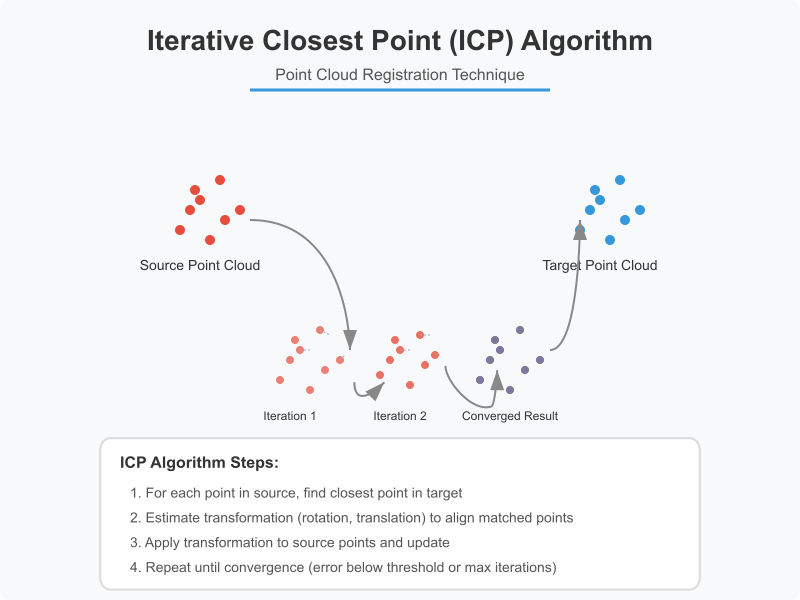 Iterative Closest Point (ICP) Algorithm
Point Cloud Registration Technique
Source Point Cloud
Target Point Cloud
Iteration 1
Iteration 2
Converged Result
ICP Algorithm Steps:
1. For each point in source, find closest point in target
2. Estimate transformation (rotation, translation) to align matched points
3. Apply transformation to source points and update
4. Repeat until convergence (error below threshold or max iterations)